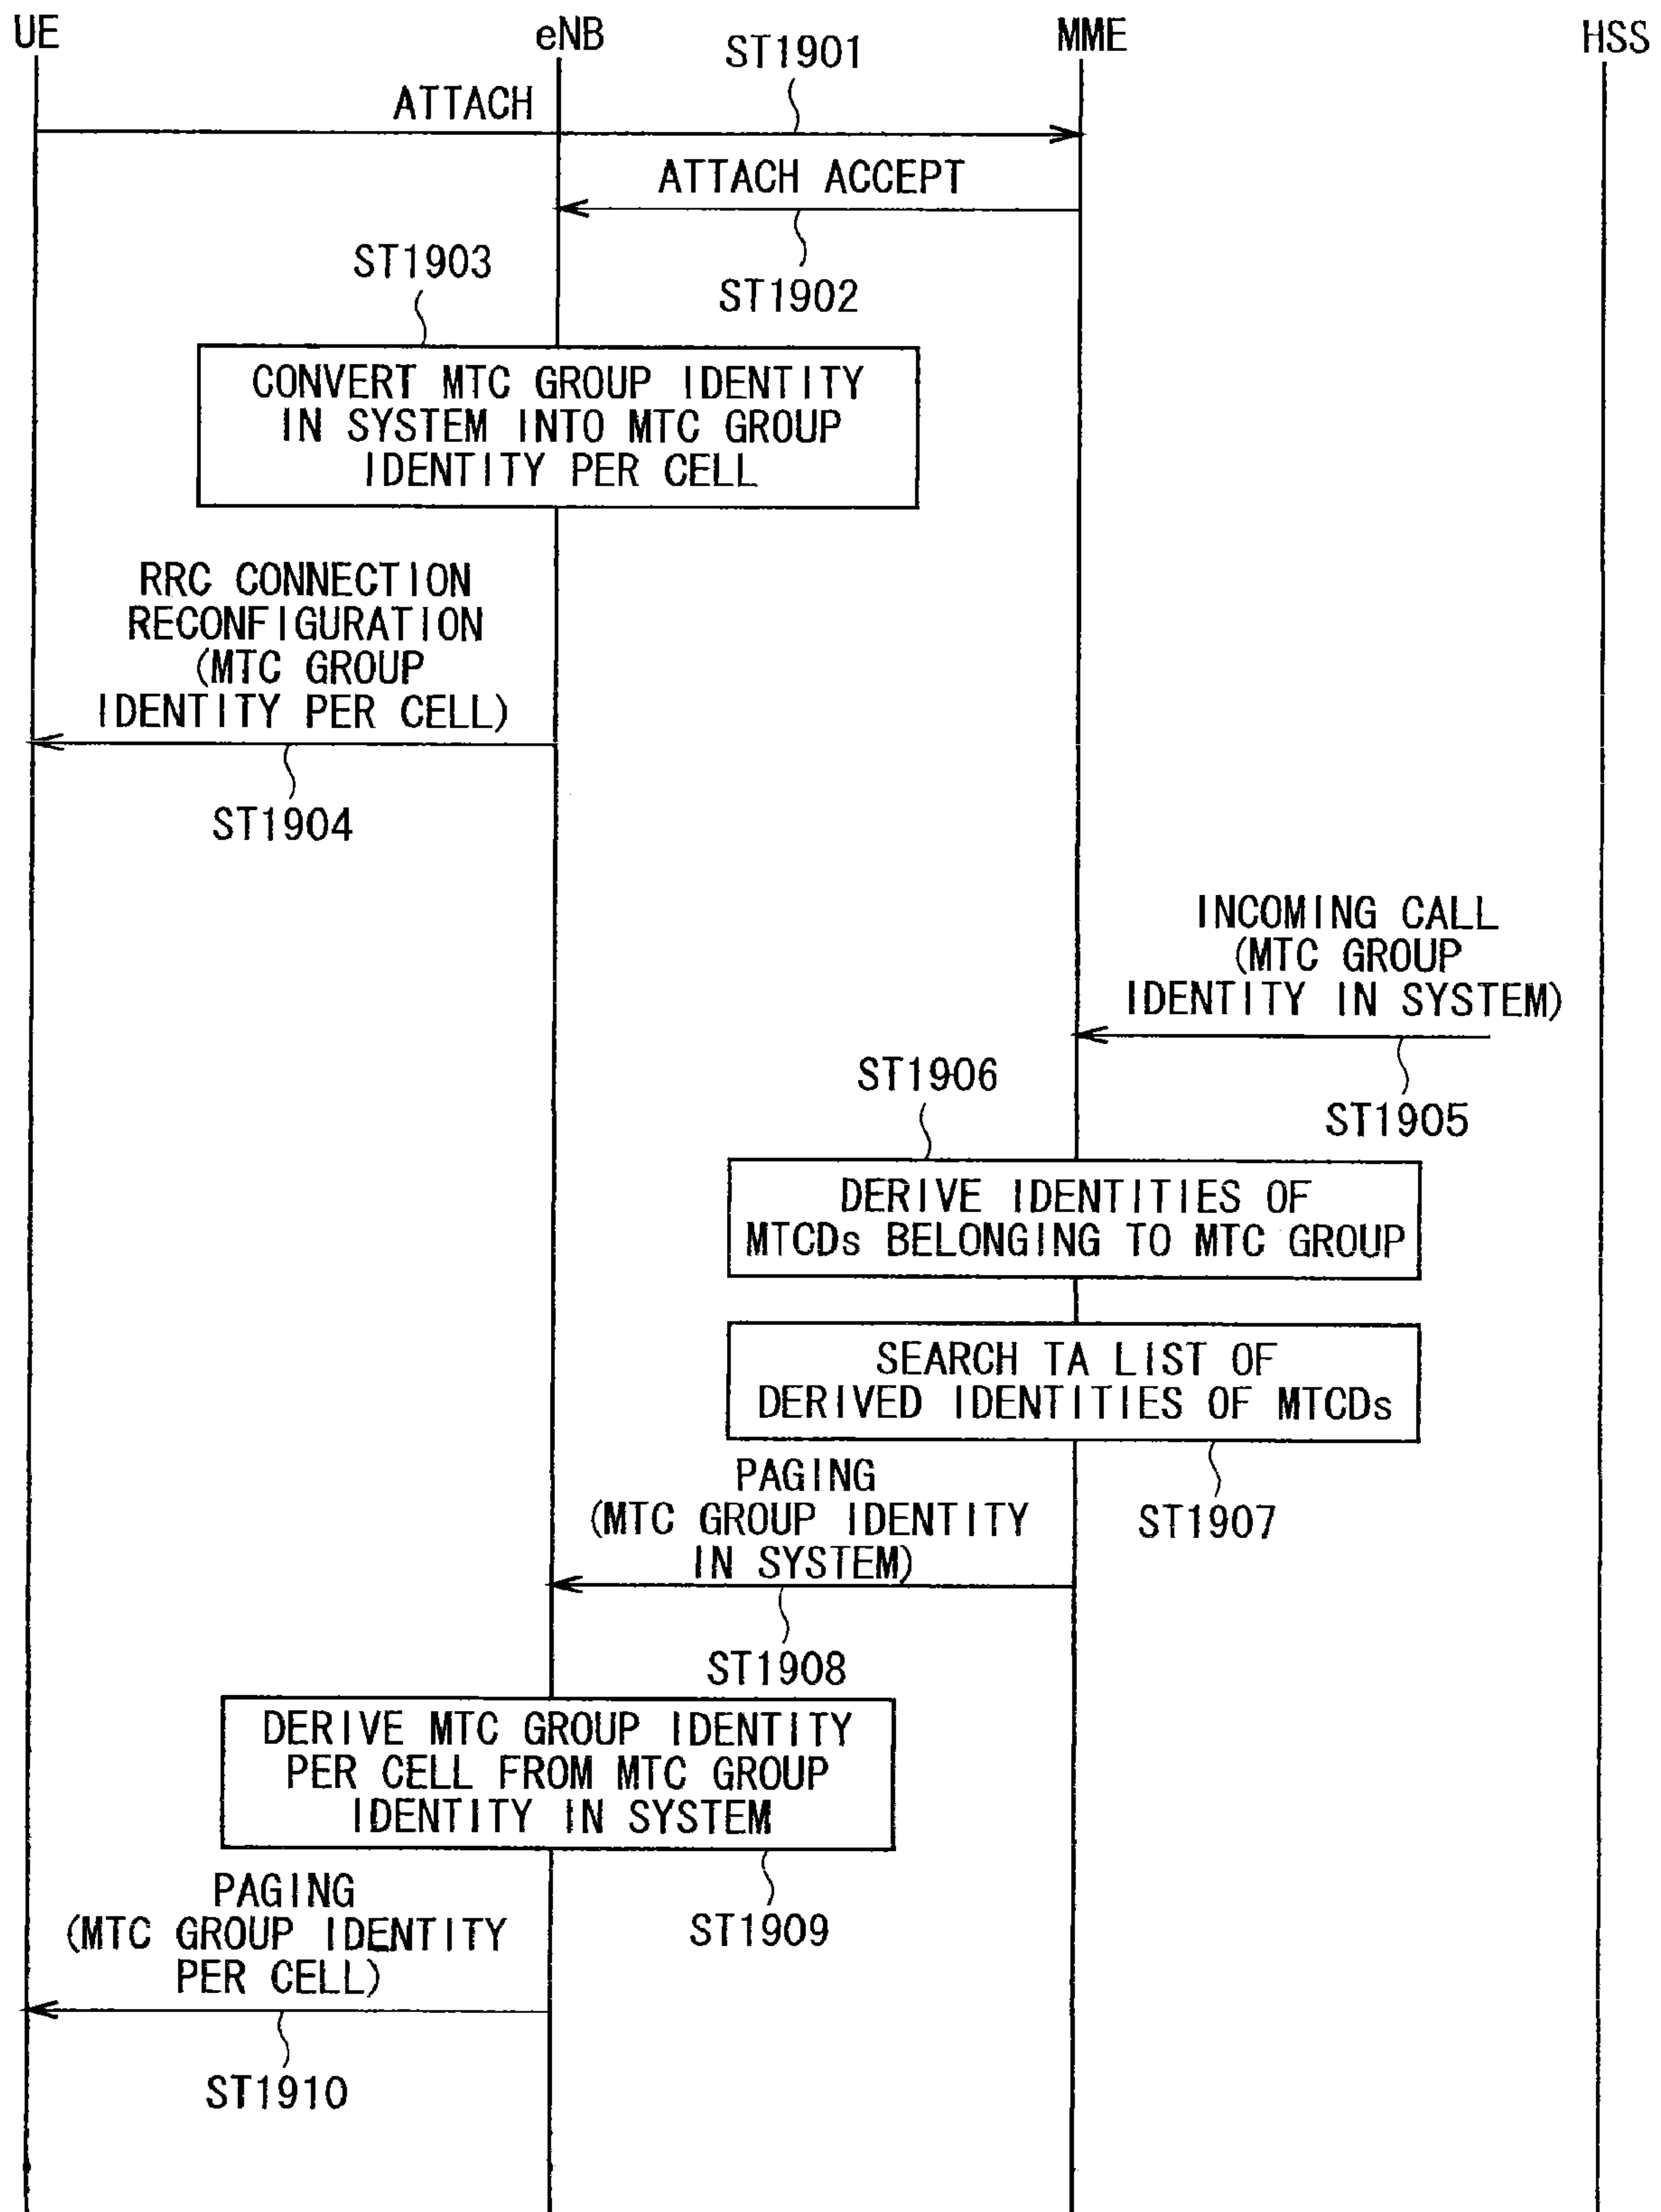 UE
eNB
MME
HSS
ST1901
ATTACH
ATTACH ACCEPT
ST1902
ST1903
CONVERT MTC GROUP IDENTITY
IN SYSTEM INTO MTC GROUP
IDENTITY PER CELL
RRC CONNECTION
RECONFIGURATION
(MTC GROUP
IDENTITY PER CELL)
ST1904
INCOMING CALL
(MTC GROUP
IDENTITY IN SYSTEM)
ST1905
ST1906
DERIVE IDENTITIES OF
MTCDs BELONGING TO MTC GROUP
SEARCH TA LIST OF
DERIVED IDENTITIES OF MTCDs
ST1907
PAGING
(MTC GROUP IDENTITY
IN SYSTEM)
ST1908
DERIVE MTC GROUP IDENTITY
PER CELL FROM MTC GROUP
IDENTITY IN SYSTEM
ST1909
PAGING
(MTC GROUP IDENTITY
PER CELL)
ST1910